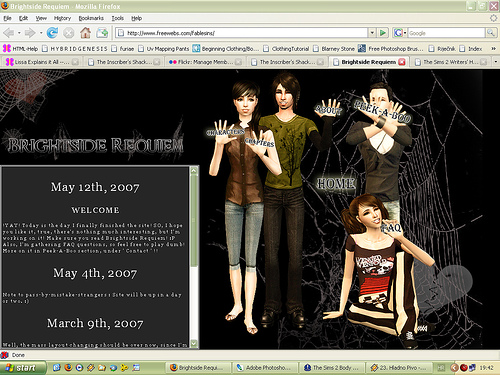 Brightside Requiem - Mozilla Firefox
File Edit View History Bookmarks Tools Help
http://www.freewebs.com/fablesins/
Google
HTML-Help HYBRIDGENESIS furiae Uv Mapping Pants Beginning Clothing/Bo... ClothingTutorial Blarney Stone Free Photoshop Brus... Riječnik Index
Lissa Explains it All -- ... The Inscriber's Shack... Flickr: Manage Memb... The Inscriber's Shack... Brightside Requiem The Sims 2 Writers' H...
BRIGHTSIDE REQUIEM
CHARACTERS
CHAPTERS
ABOUT
PEEK-A-BOO
HOME
FAQ
May 12th, 2007
WELCOME
!YAY! Today is the day I finally finished the site! SO, I hope
you like it, true, there's nothing much interesting, but I'm
working on it! Make sure you read Brightside Requiem! :P
Also, I'm gathering FAQ questions, so feel free to play dumb!
More on it in Peek-A-Boo section, under 'Contact'!!
May 4th, 2007
Note to pass-by-mistake-strangers: Site will be up in a day
or two. :)
March 9th, 2007
Well, the mass layout changing should be over now, since I'm
Done
start
Brightside Requi...
Adobe Photosho...
The Sims 2 Body ...
23. Hladno Pivo - ...
19:42